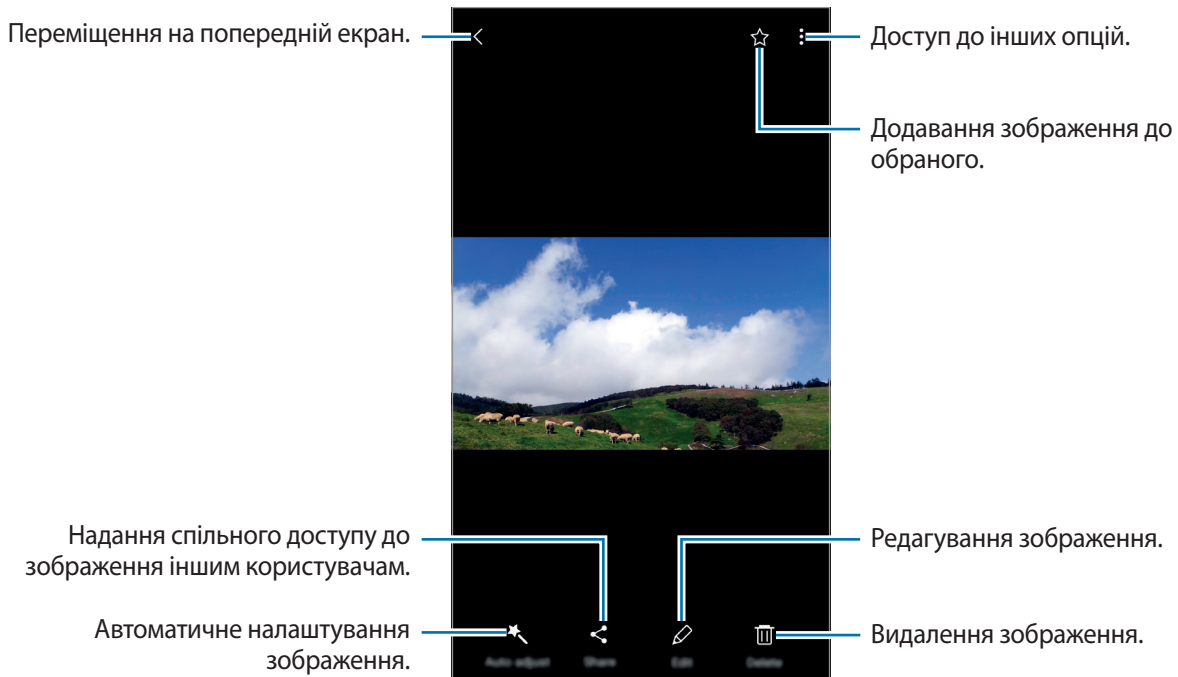 Переміщення на попередній екран.
Доступ до інших опцій.
Додавання зображення до
обраного.
Надання спільного доступу до
зображення іншим користувачам.
Редагування зображення.
Автоматичне налаштування
зображення.
Видалення зображення.
Auto adjust
Share
Edit
Delete